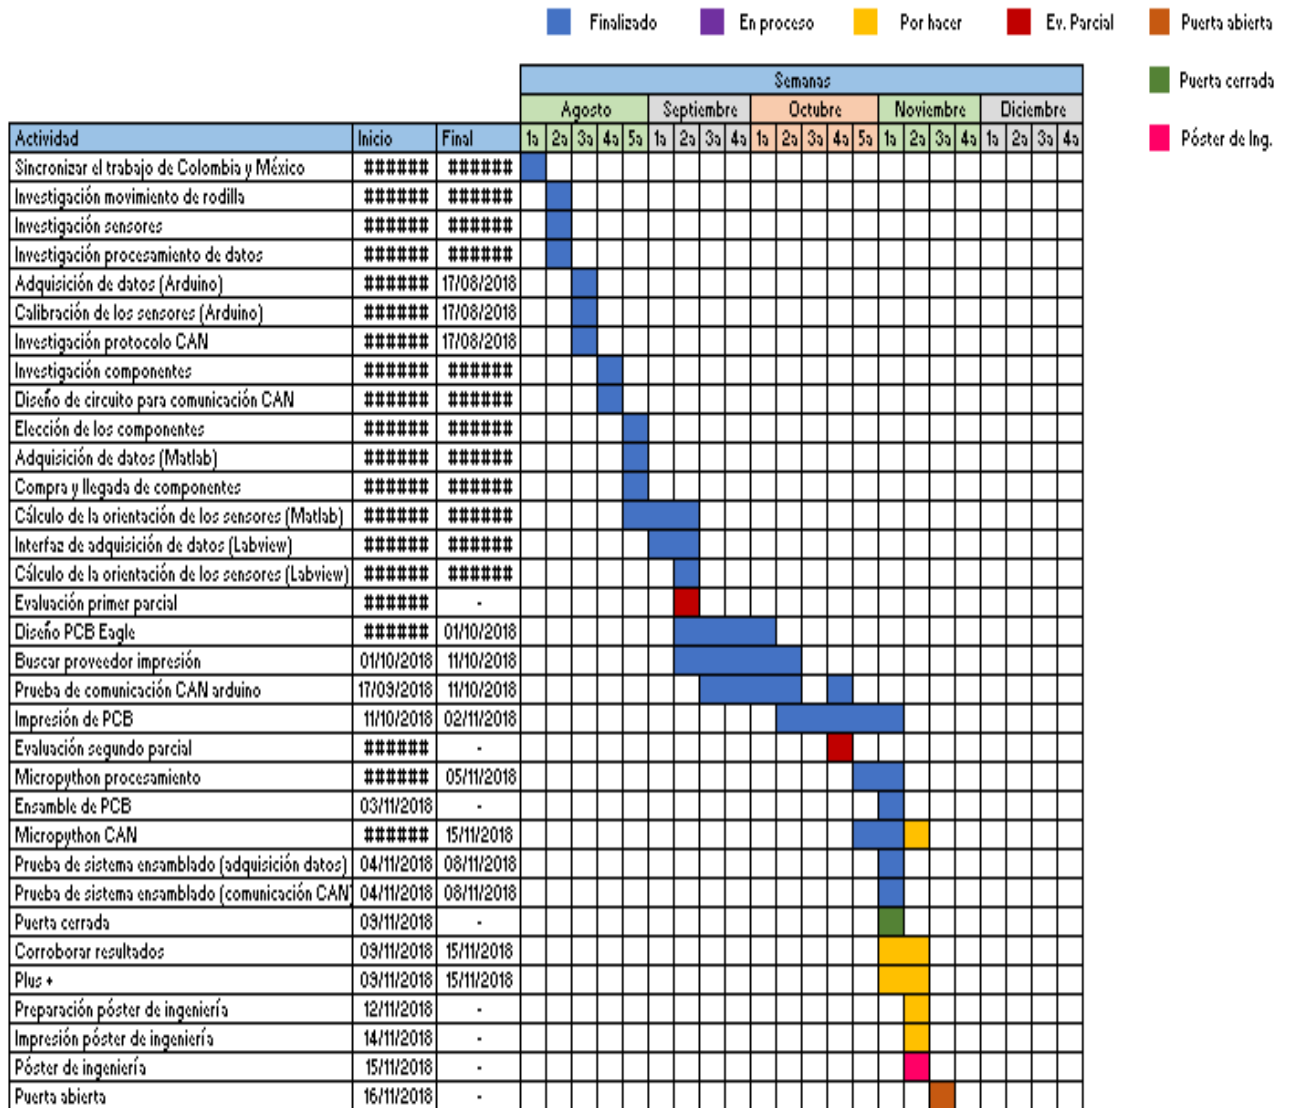 Finalizado En proceso Por hacer Ev. Parcial Puerta abierta
Puerta cerrada
Póster de Ing.
Semanas
Agosto Septiembre Octubre Noviembre Diciembre
Actividad Inicio Final 1a 2a 3a 4a 5a 1a 2a 3a 4a 1a 2a 3a 4a 5a 1a 2a 3a 4a 1a 2a 3a 4a
Sincronizar el trabajo de Colombia y México ###### ######
Investigación movimiento de rodilla ###### ######
Investigación sensores ###### ######
Investigación procesamiento de datos ###### ######
Adquisición de datos (Arduino) ###### 17/08/2018
Calibración de los sensores (Arduino) ###### 17/08/2018
Investigación protocolo CAN ###### 17/08/2018
Investigación componentes ###### ######
Diseño de circuito para comunicación CAN ###### ######
Elección de los componentes ###### ######
Adquisición de datos (Matlab) ###### ######
Compra y llegada de componentes ###### ######
Cálculo de la orientación de los sensores (Matlab) ###### ######
Interfaz de adquisición de datos (Labview) ###### ######
Cálculo de la orientación de los sensores (Labview) ###### ######
Evaluación primer parcial ###### -
Diseño PCB Eagle ###### 01/10/2018
Buscar proveedor impresión 01/10/2018 11/10/2018
Prueba de comunicación CAN arduino 17/09/2018 11/10/2018
Impresión de PCB 11/10/2018 02/11/2018
Evaluación segundo parcial ###### -
Micropython procesamiento ###### 05/11/2018
Ensamble de PCB 03/11/2018 -
Micropython CAN ###### 15/11/2018
Prueba de sistema ensamblado (adquisición datos) 04/11/2018 08/11/2018
Prueba de sistema ensamblado (comunicación CAN) 04/11/2018 08/11/2018
Puerta cerrada 09/11/2018 -
Corroborar resultados 09/11/2018 15/11/2018
Plus + 09/11/2018 15/11/2018
Preparación póster de ingeniería 12/11/2018 -
Impresión póster de ingeniería 14/11/2018 -
Póster de ingeniería 15/11/2018 -
Puerta abierta 16/11/2018 -